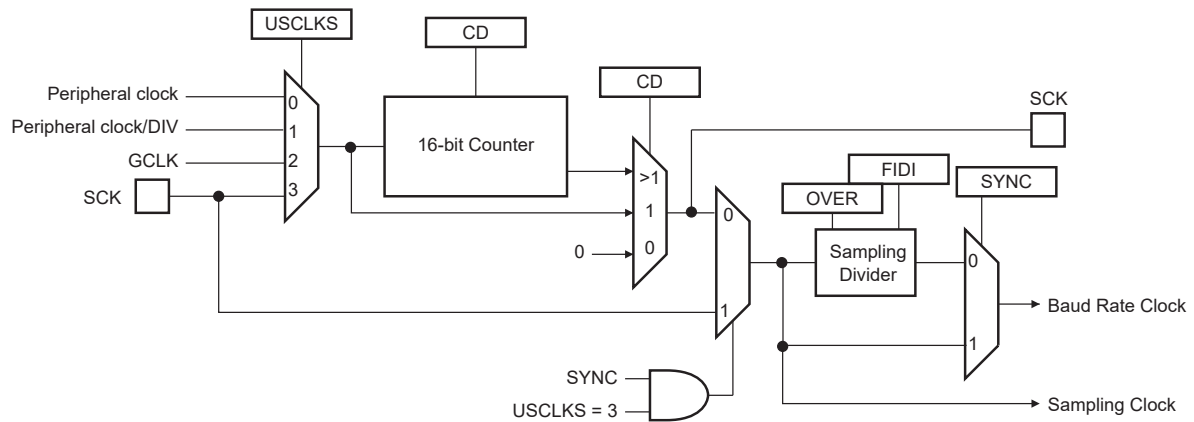 USCLKS
CD
CD
Peripheral clock
0
Peripheral clock/DIV
1
GCLK
2
SCK
3
16-bit Counter
>1
1
0
0
SCK
0
1
FIDI
OVER
SYNC
Sampling
Divider
0
1
Baud Rate Clock
SYNC
USCLKS = 3
Sampling Clock